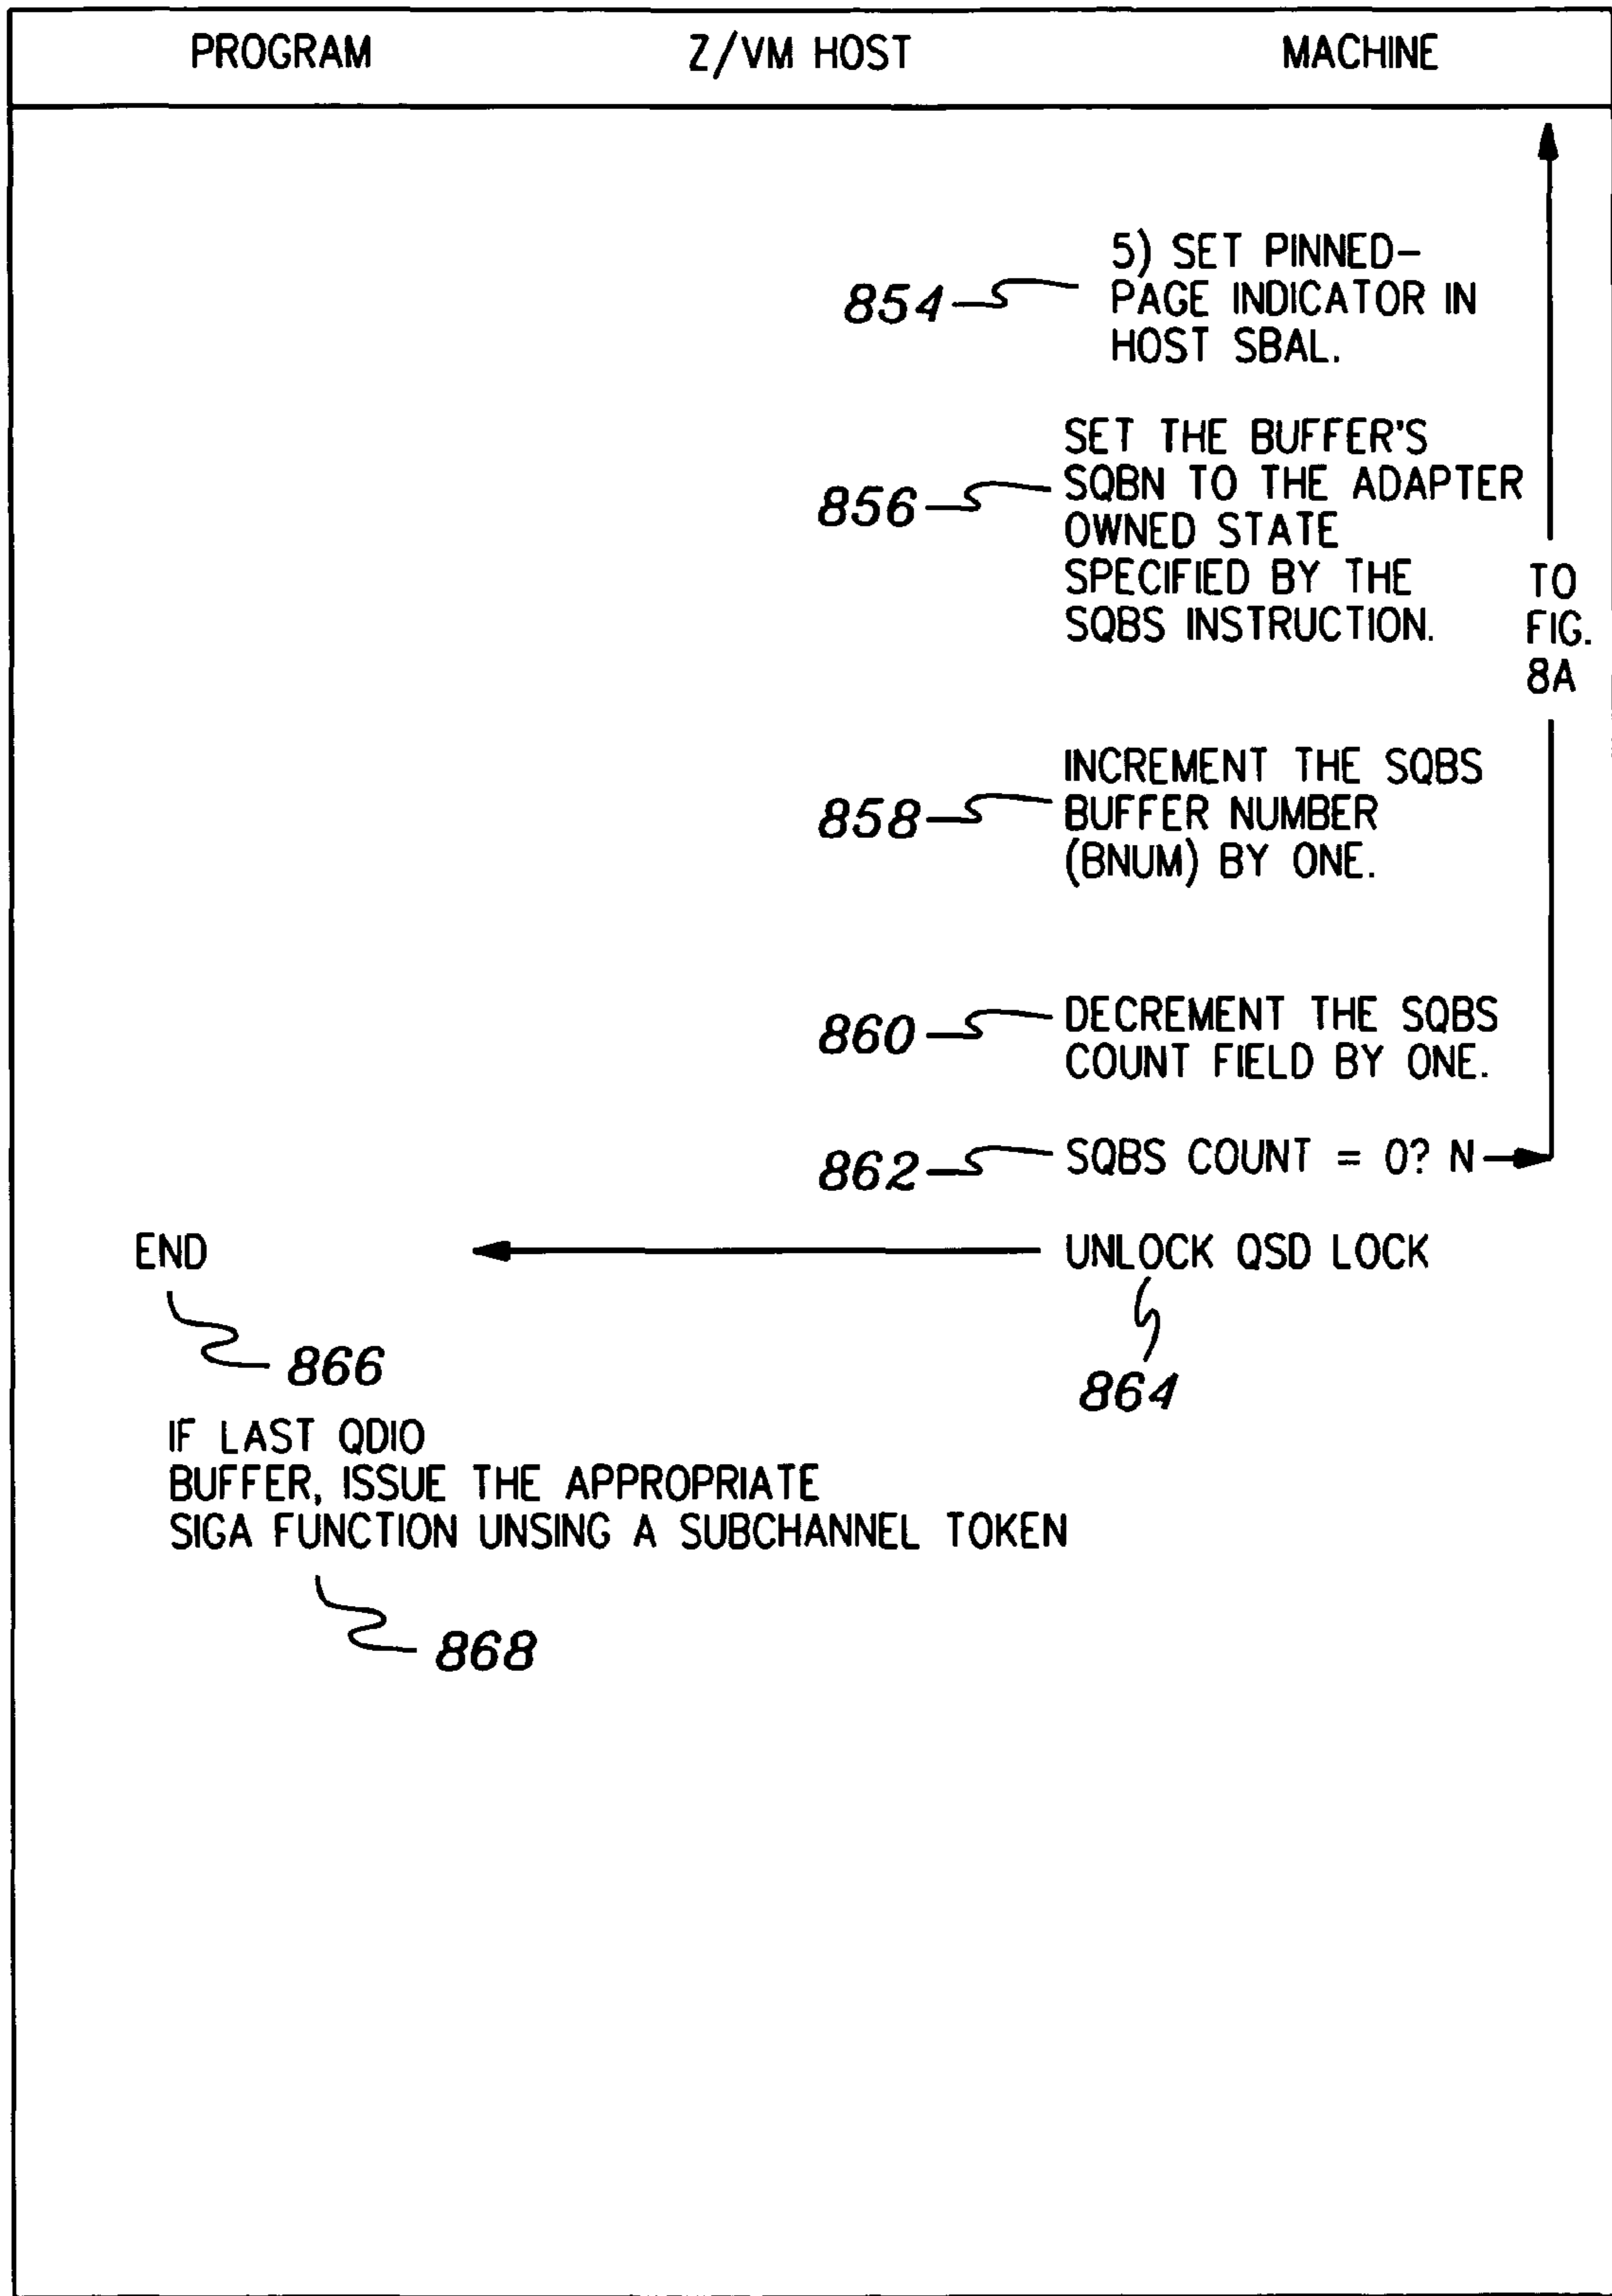 PROGRAM Z/VM HOST MACHINE
5) SET PINNED-
854 PAGE INDICATOR IN
HOST SBAL.
SET THE BUFFER'S
856 SQBN TO THE ADAPTER
OWNED STATE
SPECIFIED BY THE
SQBS INSTRUCTION.
TO
FIG.
8A
INCREMENT THE SQBS
858 BUFFER NUMBER
(BNUM) BY ONE.
860 DECREMENT THE SQBS
COUNT FIELD BY ONE.
862 SQBS COUNT = 0? N
END UNLOCK QSD LOCK
866
864
IF LAST QDIO
BUFFER, ISSUE THE APPROPRIATE
SIGA FUNCTION UNSING A SUBCHANNEL TOKEN
868